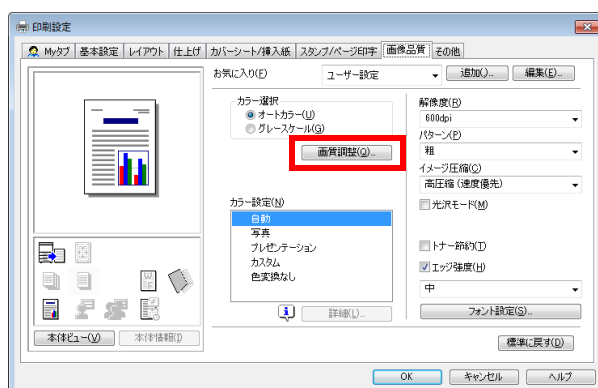 印刷設定
Myタブ 基本設定 レイアウト 仕上げ カバーシート/挿入紙 スタンプ/ページ印字 画像品質 その他
お気に入り(F) ユーザー設定 追加(.)... 編集(E)...
カラー選択
オートカラー(U)
グレースケール(G)
画質調整(Q)...
カラー設定(N)
自動
写真
プレゼンテーション
カスタム
色変換なし
詳細(L)...
解像度(R)
600dpi
パターン(P)
粗
イメージ圧縮(C)
高圧縮 (速度優先)
光沢モード(M)
トナー節約(T)
エッジ強度(H)
中
フォント設定(S)...
本体ビュー(V) 本体情報(I)
標準に戻す(D)
OK キャンセル ヘルプ